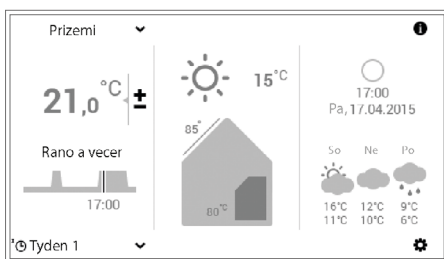 Prizemi
21,0 °C ±
Rano a vecer
17:00
Tyden 1
15°C
85°
80°C
17:00
Pa, 17.04.2015
So Ne Po
16°C 12°C 9°C
11°C 10°C 6°C